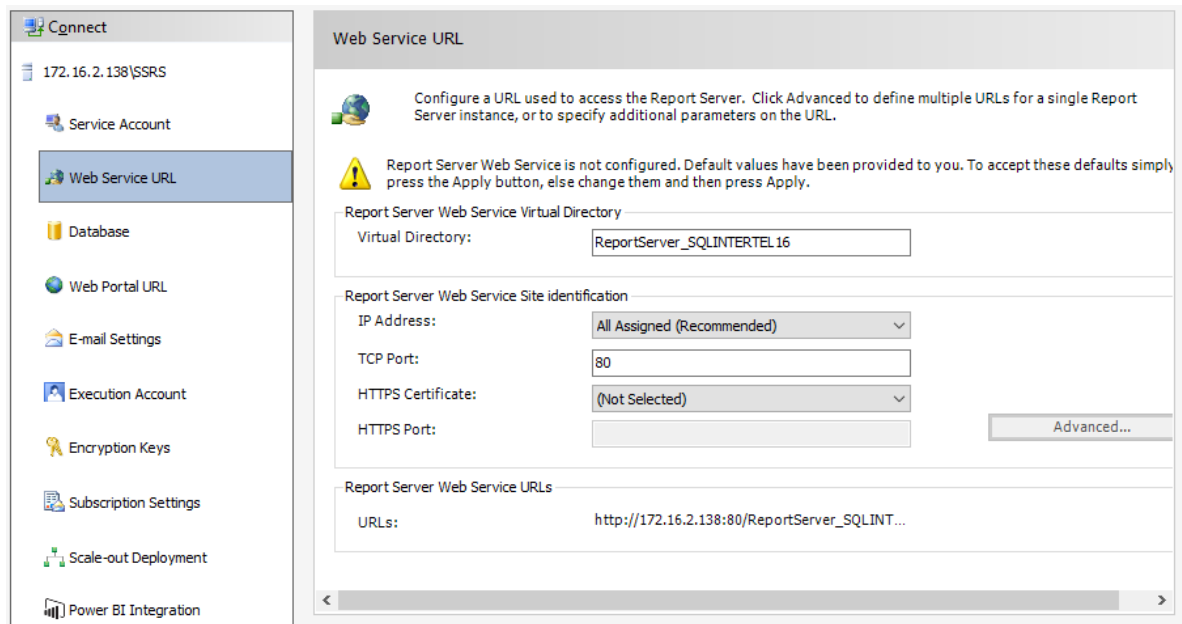 Connect
172.16.2.138\SSRS
Service Account
Web Service URL
Database
Web Portal URL
E-mail Settings
Execution Account
Encryption Keys
Subscription Settings
Scale-out Deployment
Power BI Integration
Web Service URL
Configure a URL used to access the Report Server. Click Advanced to define multiple URLs for a single Report
Server instance, or to specify additional parameters on the URL.
Report Server Web Service is not configured. Default values have been provided to you. To accept these defaults simply
press the Apply button, else change them and then press Apply.
Report Server Web Service Virtual Directory
Virtual Directory: ReportServer_SQLINTERTEL16
Report Server Web Service Site identification
IP Address: All Assigned (Recommended)
TCP Port: 80
HTTPS Certificate: (Not Selected)
HTTPS Port:
Advanced...
Report Server Web Service URLs
URLs: http://172.16.2.138:80/ReportServer_SQLINT...